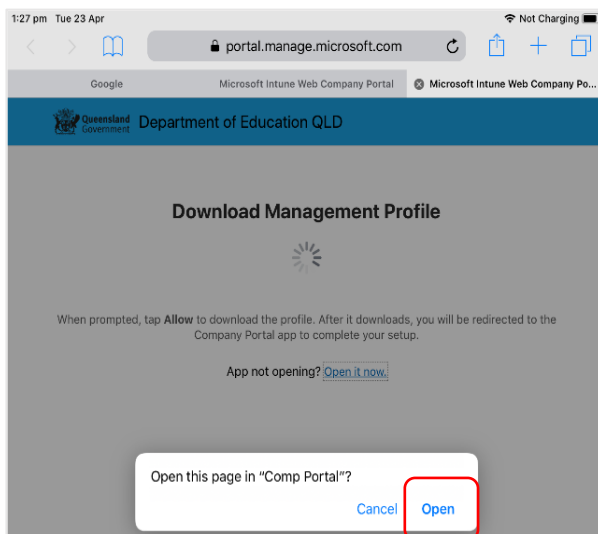 1:27 pm Tue 23 Apr
Not Charging
portal.manage.microsoft.com
Google
Microsoft Intune Web Company Portal
Microsoft Intune Web Company Po...
Queensland
Government
Department of Education QLD
Download Management Profile
When prompted, tap Allow to download the profile. After it downloads, you will be redirected to the
Company Portal app to complete your setup.
App not opening? Open it now.
Open this page in “Comp Portal”?
Cancel
Open